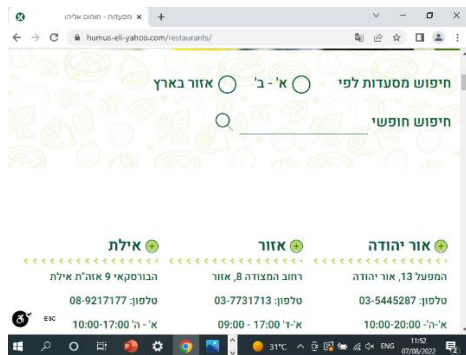 מסעדות - חומוס אליהו
humus-eli-yahoo.com/restaurants/
חיפוש מסעדות לפי
א' - ב'
אזור בארץ
חיפוש חופשי
אור יהודה
המפעל 13, אור יהודה
טלפון: 03-5445287
א'-ה'- 10:00-20:00
אזור
רחוב המצודה 8, אזור
טלפון: 03-7731713
א'-ד' 17:00 - 09:00
אילת
הבורסקאי 9 אזה"ת אילת
טלפון: 08-9217177
א' - ה' 10:00-17:00
ESC
31°C
ENG
11:52
07/08/2022